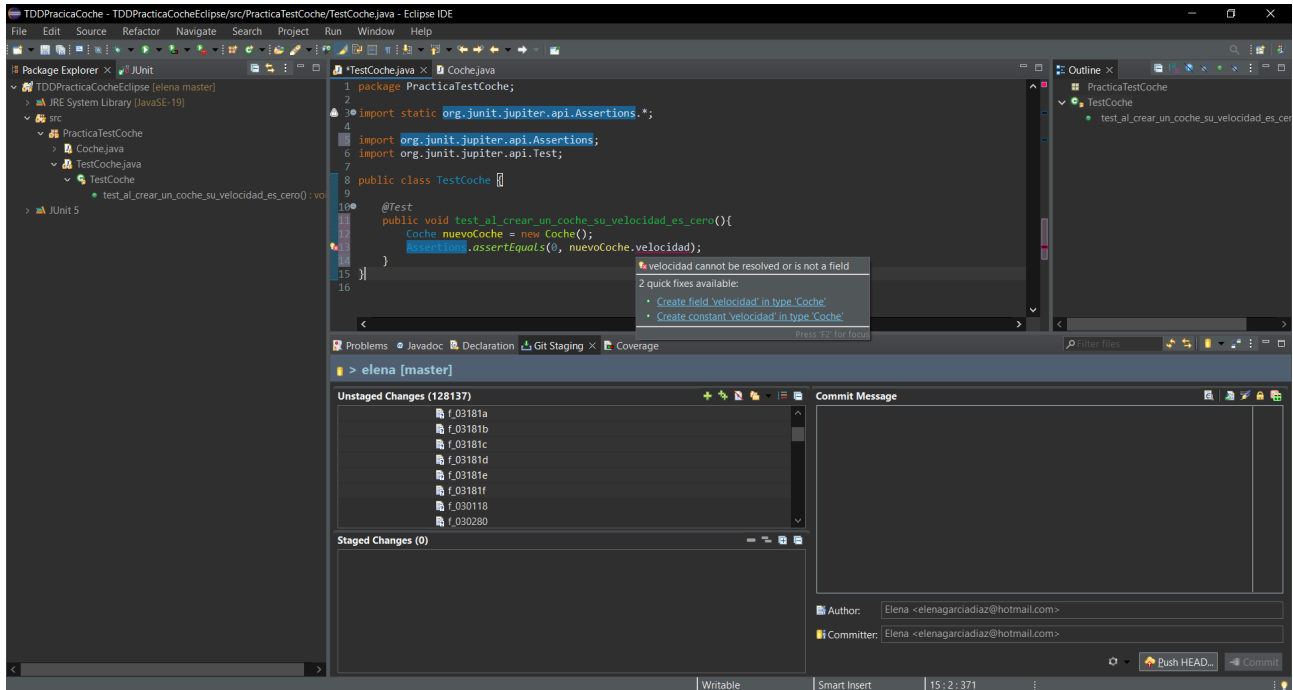 TDDPracicaCoche - TDDPracticaCocheEclipse/src/PracticaTestCoche/TestCoche.java - Eclipse IDE
File Edit Source Refactor Navigate Search Project Run Window Help
Package Explorer
JUnit
TDDPracticaCocheEclipse [elena master]
JRE System Library [JavaSE-19]
src
PracticaTestCoche
Coche.java
TestCoche.java
TestCoche
test_al_crear_un_coche_su_velocidad_es_cero() : vo
JUnit 5
*TestCoche.java
Coche.java
1 package PracticaTestCoche;
2
3 import static org.junit.jupiter.api.Assertions.*;
4
5 import org.junit.jupiter.api.Assertions;
6 import org.junit.jupiter.api.Test;
7
8 public class TestCoche {
9
10 @Test
11 public void test_al_crear_un_coche_su_velocidad_es_cero(){
12 Coche nuevoCoche = new Coche();
13 Assertions.assertEquals(0, nuevoCoche.velocidad);
14 }
15 }
16
velocidad cannot be resolved or is not a field
2 quick fixes available:
Create field 'velocidad' in type 'Coche'
Create constant 'velocidad' in type 'Coche'
Press 'F2' for focus
Outline
PracticaTestCoche
TestCoche
test_al_crear_un_coche_su_velocidad_es_cer
Problems Javadoc Declaration Git Staging Coverage
Filter files
> elena [master]
Unstaged Changes (128137)
f_03181a
f_03181b
f_03181c
f_03181d
f_03181e
f_03181f
f_030118
f_030280
Staged Changes (0)
Commit Message
Author: Elena <elenagarciadiaz@hotmail.com>
Committer: Elena <elenagarciadiaz@hotmail.com>
Push HEAD...
Commit
Writable
Smart Insert
15 : 2 : 371